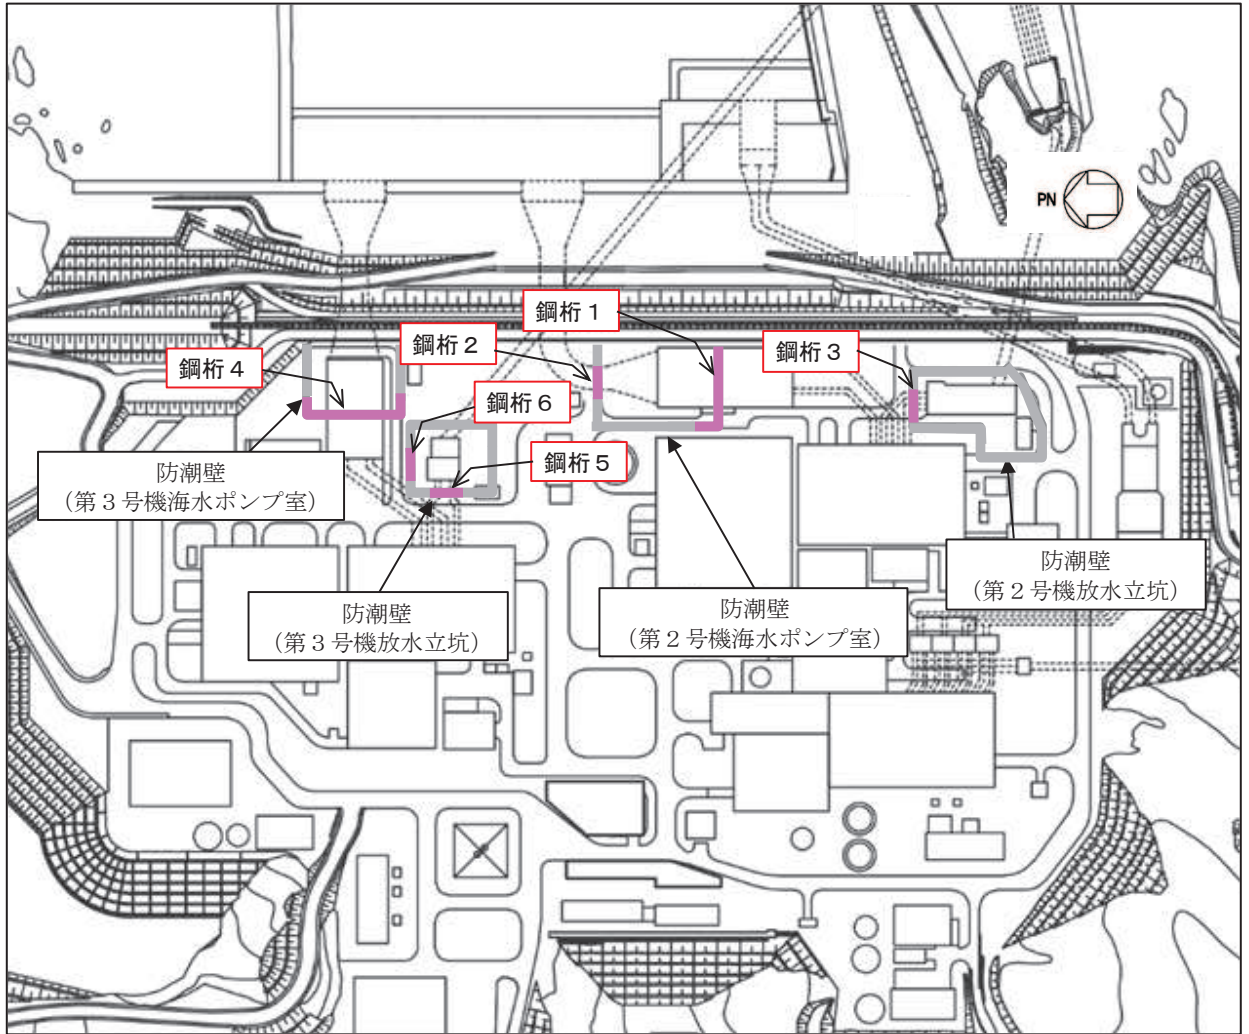 PN
鋼桁１
鋼桁２
鋼桁３
鋼桁４
鋼桁６
鋼桁５
防潮壁
（第３号機海水ポンプ室）
防潮壁
（第２号機放水立坑）
防潮壁
（第３号機放水立坑）
防潮壁
（第２号機海水ポンプ室）